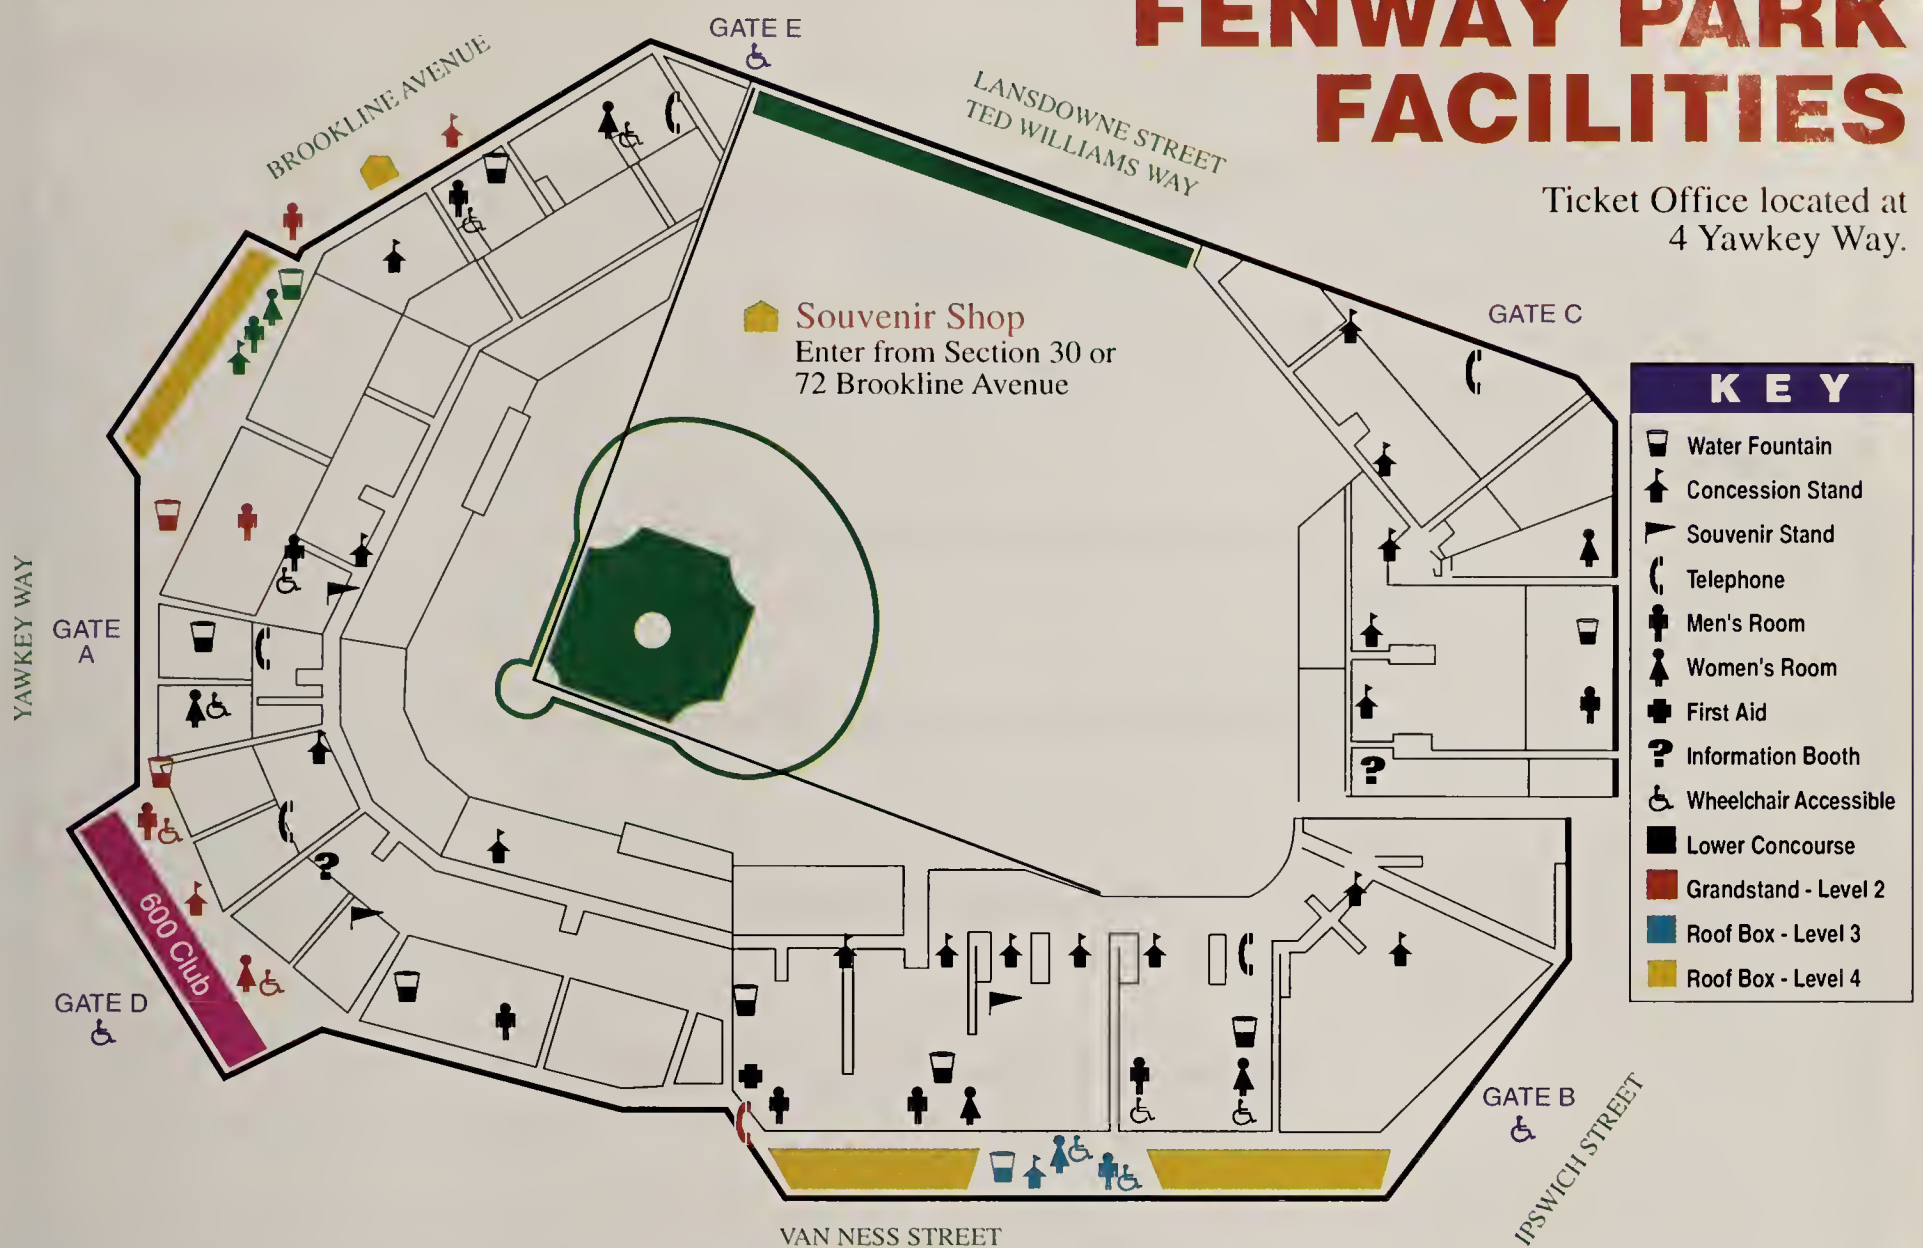 FENWAY PARK
FACILITIES
Ticket Office located at
4 Yawkey Way.
GATE E
BROOKLINE AVENUE
LANSDOWNE STREET
TED WILLIAMS WAY
GATE C
Souvenir Shop
Enter from Section 30 or
72 Brookline Avenue
KEY
Water Fountain
Concession Stand
Souvenir Stand
Telephone
Men's Room
Women's Room
First Aid
? Information Booth
Wheelchair Accessible
Lower Concourse
Grandstand - Level 2
Roof Box - Level 3
Roof Box - Level 4
YAWKEY WAY
GATE
A
?
?
600 Club
GATE D
GATE B
IPSWICH STREET
VAN NESS STREET